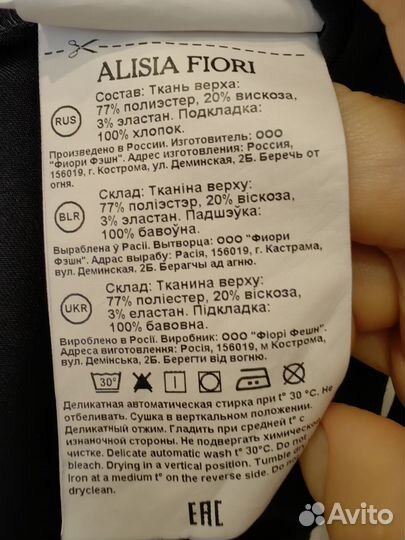 ALISIA FIORI
RUS
Состав: Ткань верха:
77% полиэстер, 20% вискоза,
3% эластан. Подкладка:
100% хлопок.
Произведено в России. Изготовитель: ООО
"Фиори Фэшн". Адрес изготовления: Россия,
156019, г. Кострома, ул. Деминская, 2Б. Беречь от
огня.
BLR
Склад: Тканіна верху:
77% поліэстэр, 20% віскоза,
3% эластан. Падшэўка:
100% бавоўна.
Выраблена ў Расіі. Вытворца: ООО "Фиори
Фэшн". Адрас вырабу: Расія, 156019, г. Кастрама,
вул. Деминская, 2Б. Берагчы ад агню.
UKR
Склад: Тканина верху:
77% поліестер, 20% віскоза,
3% еластан. Підкладка:
100% бавовна.
Вироблено в Росії. Виробник: ООО "Фіорі Фешн".
Адреса виготовлення: Росія, 156019, м Кострома,
вул. Демінська, 2Б. Берегти від вогню.
30°
Деликатная автоматическая стирка при t° 30 °C. Не
отбеливать. Сушка в вертикальном положении.
Деликатный отжим. Гладить при средней t° с
изнаночной стороны. Не подвергать химической
чистке. Delicate automatic wash t° 30°C. Do not
bleach. Drying in a vertical position. Tumble dry
Iron at a medium t° on the reverse side. Do not
dryclean.
EAC
Avito